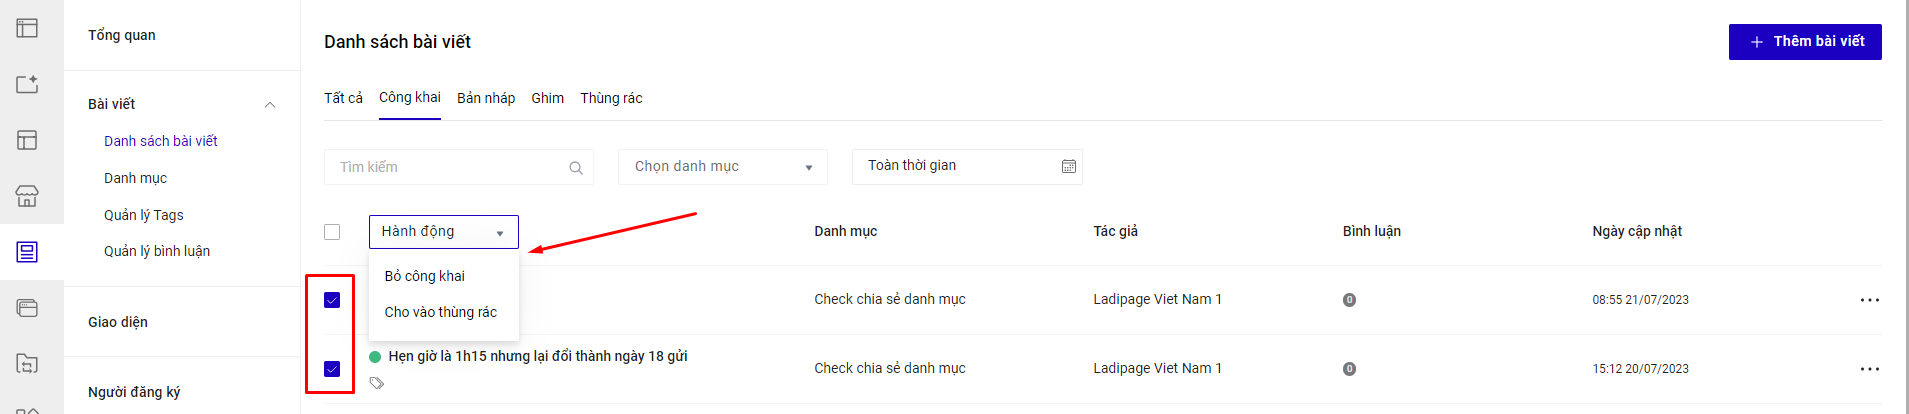 Tổng quan
Bài viết
Danh sách bài viết
Danh mục
Quản lý Tags
Quản lý bình luận
Giao diện
Người đăng ký
Danh sách bài viết
Thêm bài viết
Tất cả Công khai Bản nháp Ghim Thùng rác
Tìm kiếm Chọn danh mục Toàn thời gian
Hành động Danh mục Tác giả Bình luận Ngày cập nhật
Bỏ công khai
Cho vào thùng rác
Check chia sẻ danh mục Ladipage Viet Nam 1 0 08:55 21/07/2023
Hẹn giờ là 1h15 nhưng lại đổi thành ngày 18 gửi
Check chia sẻ danh mục Ladipage Viet Nam 1 0 15:12 20/07/2023